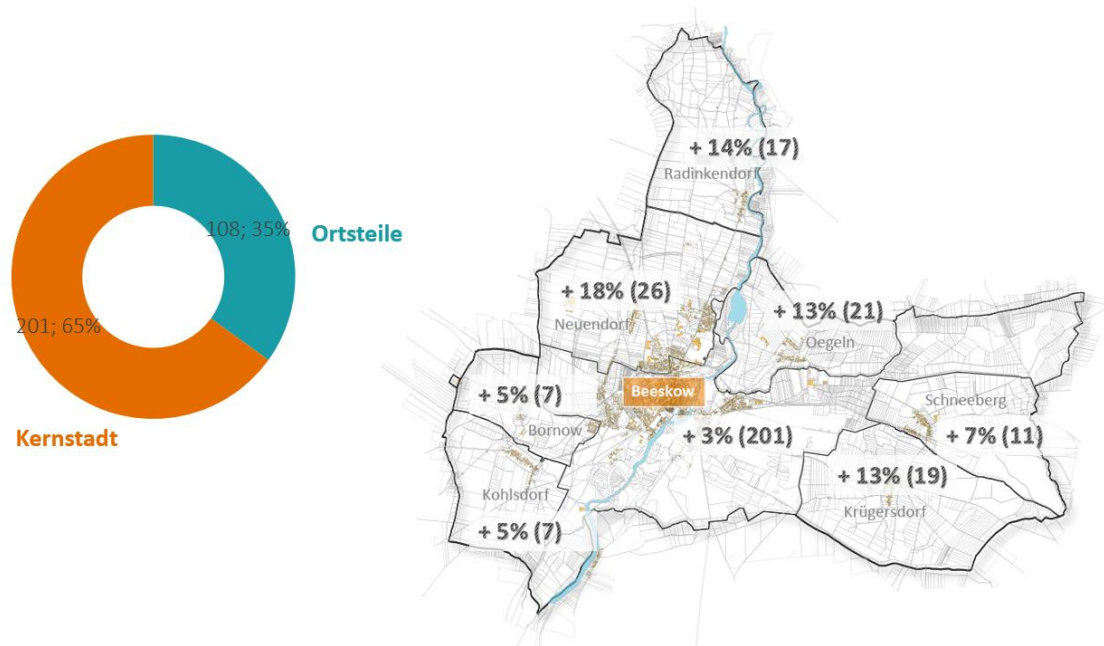 108; 35%
Ortsteile
201; 65%
Kernstadt
+ 14% (17)
Radinkendorf
+ 18% (26)
Neuendorf
+ 13% (21)
Oegeln
+ 5% (7)
Bornow
Beeskow
+ 3% (201)
Schneeberg
+ 7% (11)
+ 13% (19)
Krügersdorf
Kohlsdorf
+ 5% (7)